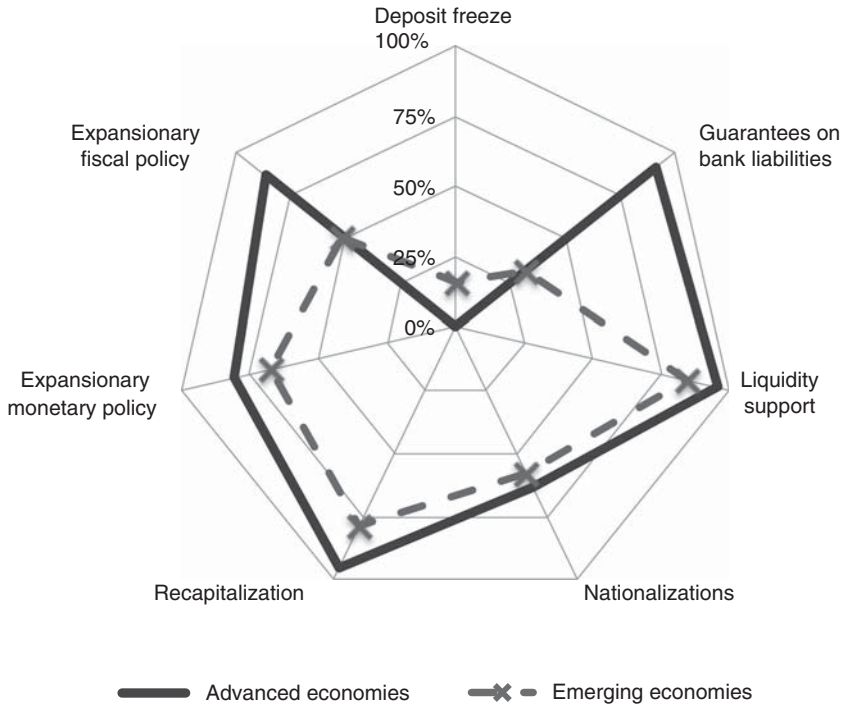 Deposit freeze
100%
Expansionary
fiscal policy
75%
Guarantees on
bank liabilities
50%
25%
0%
Expansionary
monetary policy
Liquidity
support
Recapitalization
Nationalizations
Advanced economies
Emerging economies